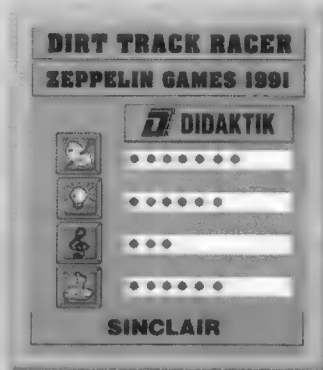 DIRT TRACK RACER
ZEPPELIN GAMES 1991
D DIDAKTIK
SINCLAIR